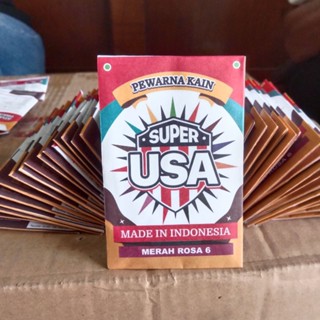 PEWARNA KAIN
SUPER
USA
MADE IN INDONESIA
MERAH ROSA 6